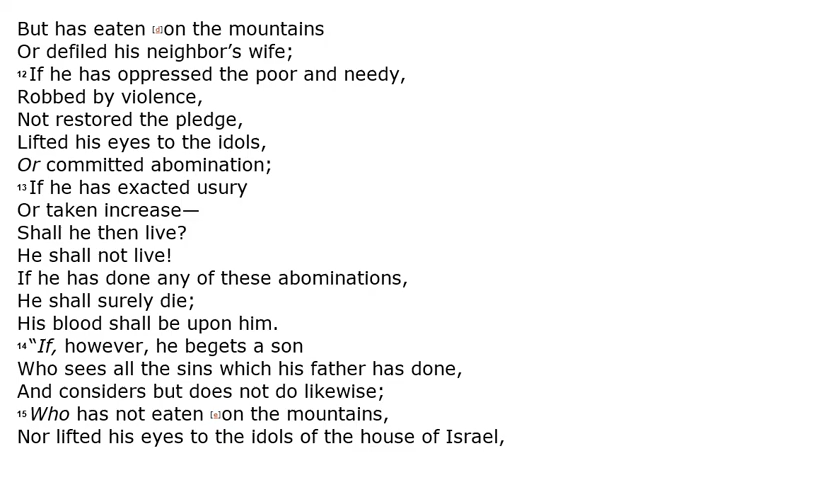 But has eaten [d]on the mountains
Or defiled his neighbor’s wife;
12 If he has oppressed the poor and needy,
Robbed by violence,
Not restored the pledge,
Lifted his eyes to the idols,
Or committed abomination;
13 If he has exacted usury
Or taken increase—
Shall he then live?
He shall not live!
If he has done any of these abominations,
He shall surely die;
His blood shall be upon him.
14 “If, however, he begets a son
Who sees all the sins which his father has done,
And considers but does not do likewise;
15 Who has not eaten [e]on the mountains,
Nor lifted his eyes to the idols of the house of Israel,